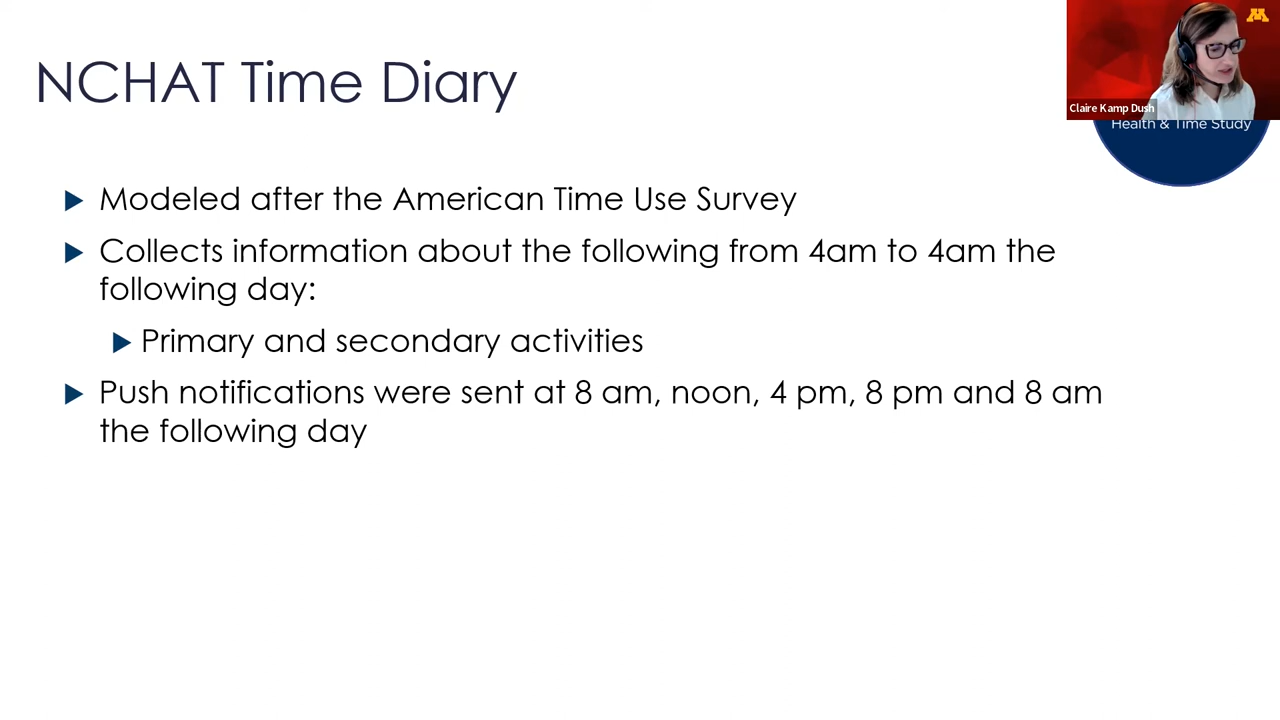 NCHAT Time Diary
Claire Kamp Dush
Health & Time Study
Modeled after the American Time Use Survey
Collects information about the following from 4am to 4am the
following day:
Primary and secondary activities
Push notifications were sent at 8 am, noon, 4 pm, 8 pm and 8 am
the following day